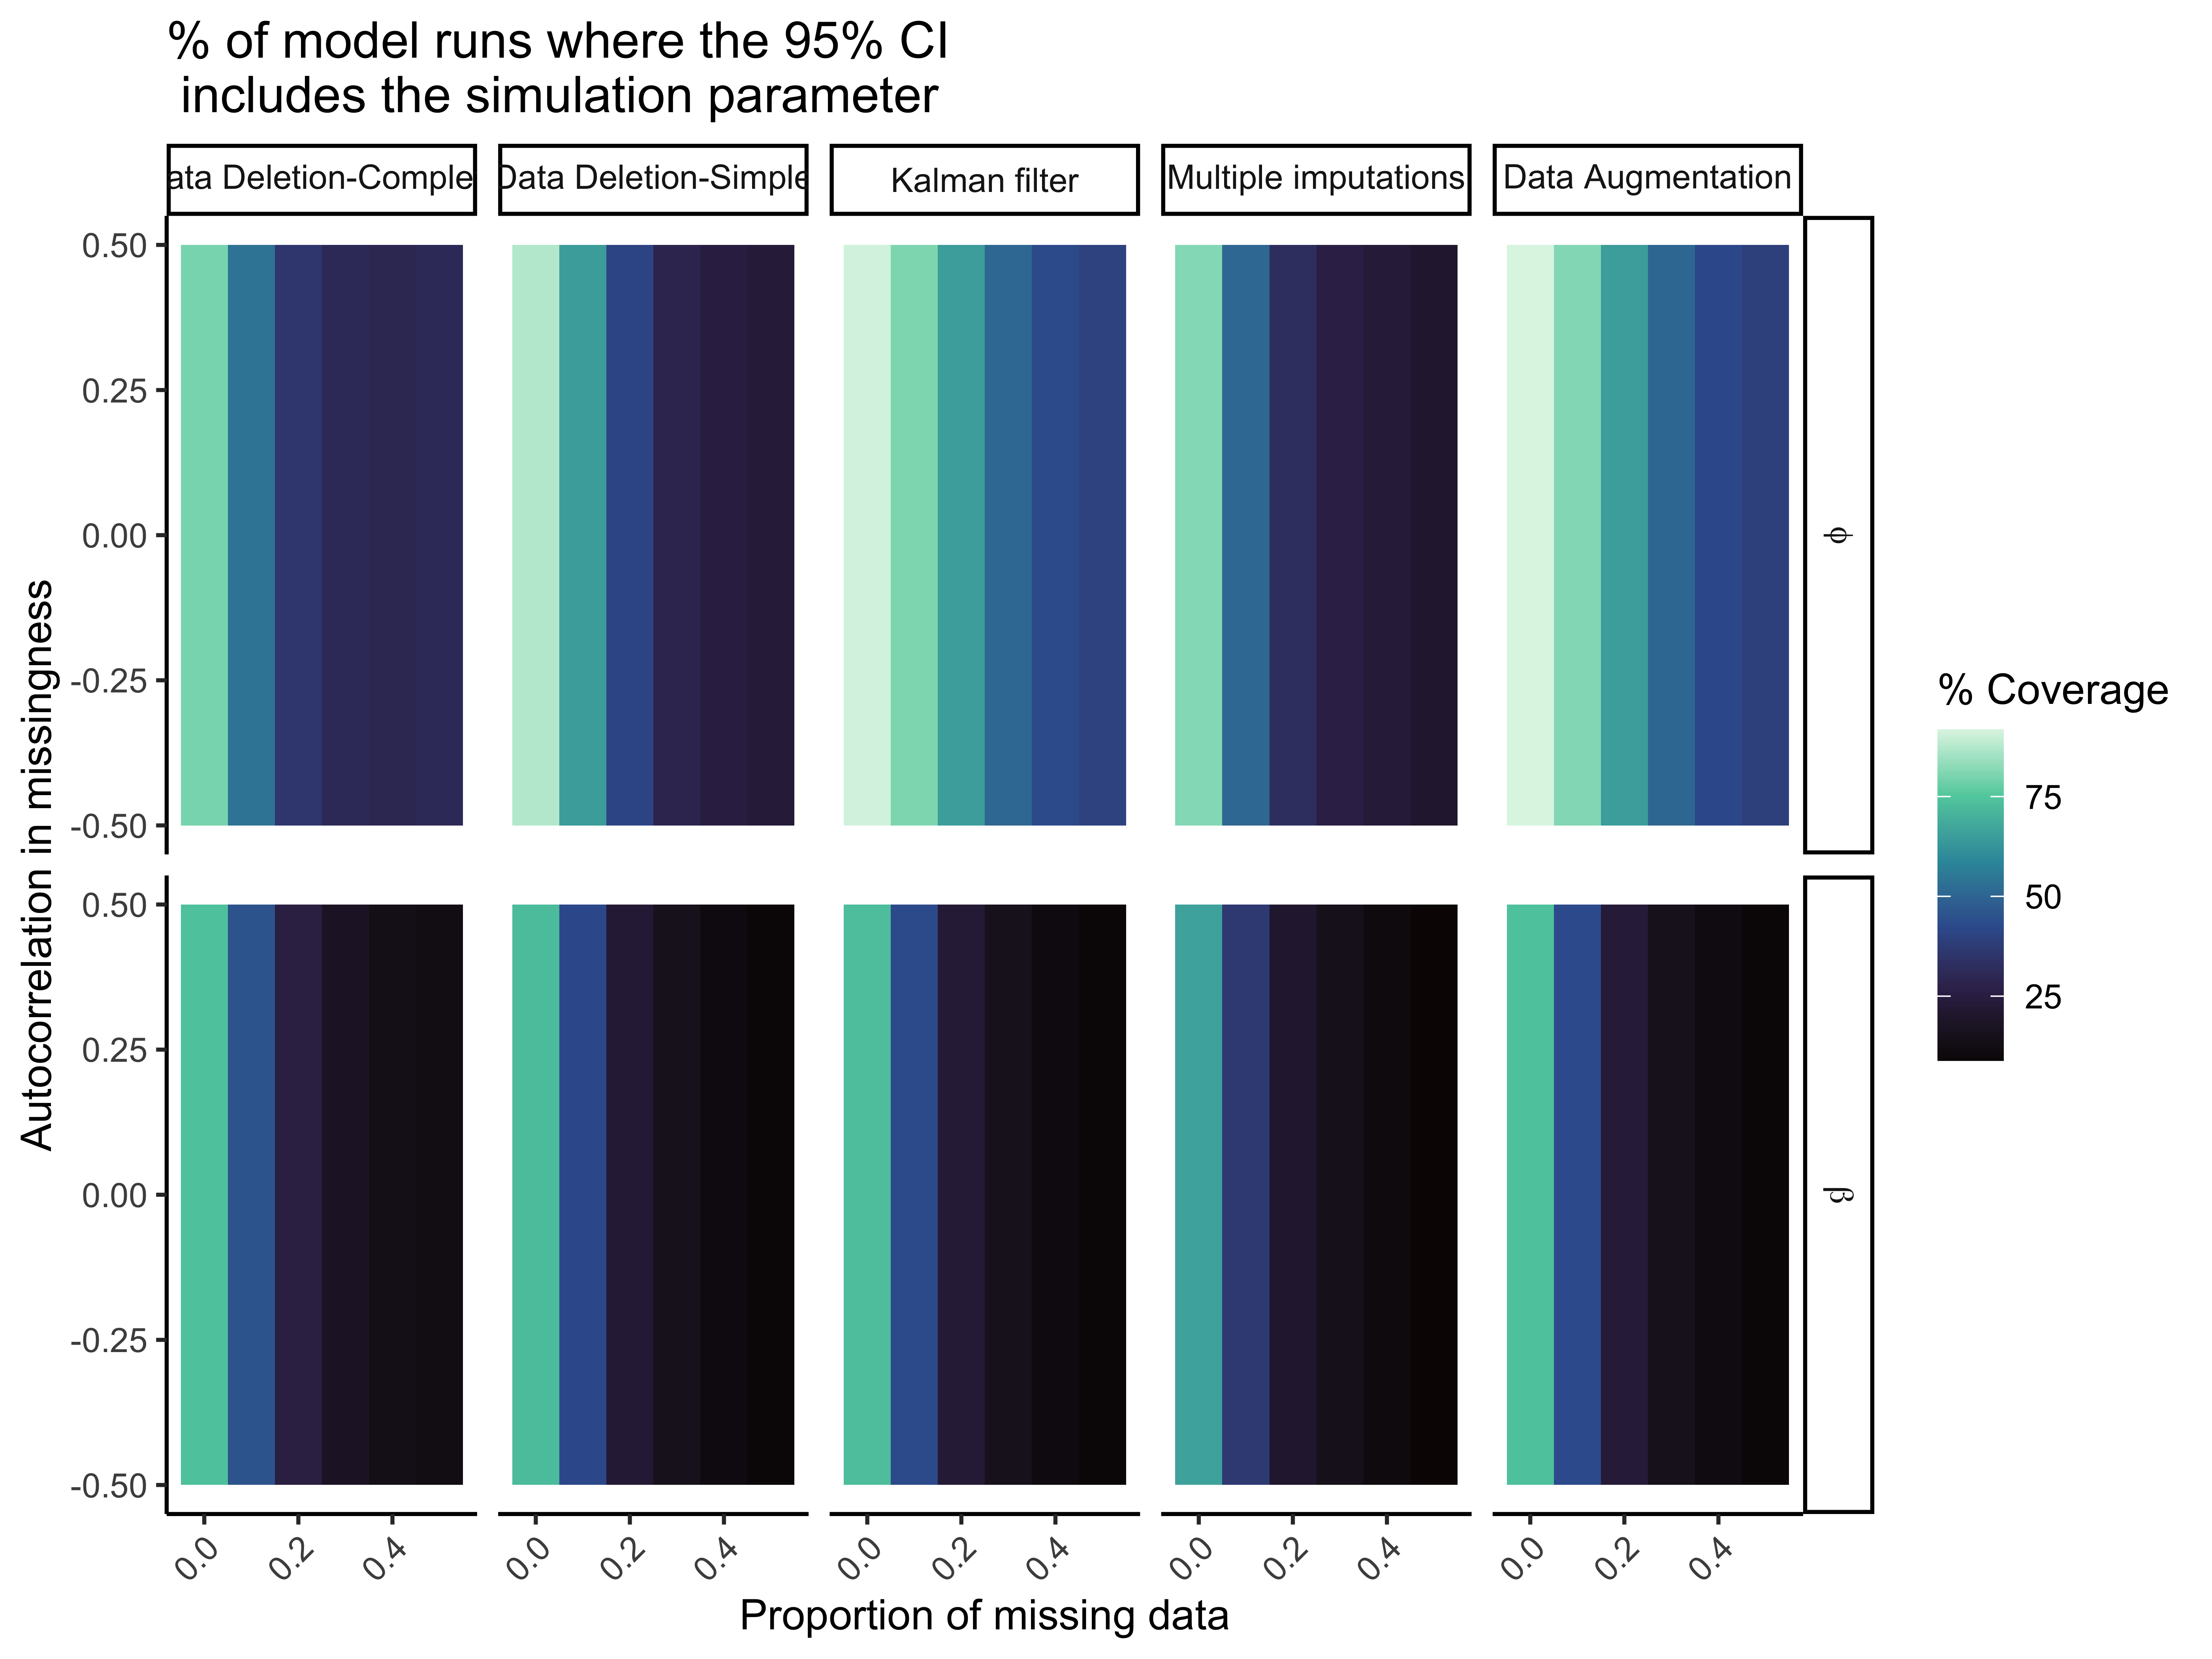 % of model runs where the 95% CI
includes the simulation parameter
ata Deletion-Comple
Data Deletion-Simple
Kalman filter
Multiple imputations
Data Augmentation
0.50
0.25
0.00
-0.25
-0.50
ϕ
0.50
0.25
0.00
-0.25
-0.50
β
Autocorrelation in missingness
0.0 0.2 0.4
0.0 0.2 0.4
0.0 0.2 0.4
0.0 0.2 0.4
0.0 0.2 0.4
Proportion of missing data
% Coverage
75
50
25